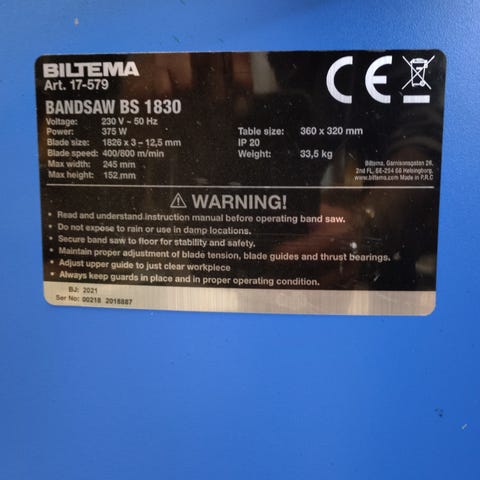 BILTEMA
Art. 17-579
BANDSAW BS 1830
Voltage: 230 V ~ 50 Hz
Power: 375 W
Blade size: 1826 x 3 – 12,5 mm
Blade speed: 400/800 m/min
Max width: 245 mm
Max height: 152 mm
Table size: 360 x 320 mm
IP 20
Weight: 33,5 kg
CE
Biltema, Garnisonsgatan 26,
2nd FL, SE-254 66 Helsingborg.
www.biltema.com Made in P.R.C
WARNING!
• Read and understand instruction manual before operating band saw.
• Do not expose to rain or use in damp locations.
• Secure band saw to floor for stability and safety.
• Maintain proper adjustment of blade tension, blade guides and thrust bearings.
• Adjust upper guide to just clear workpiece
• Always keep guards in place and in proper operating condition.
BJ: 2021
Ser No: 00218 2018887